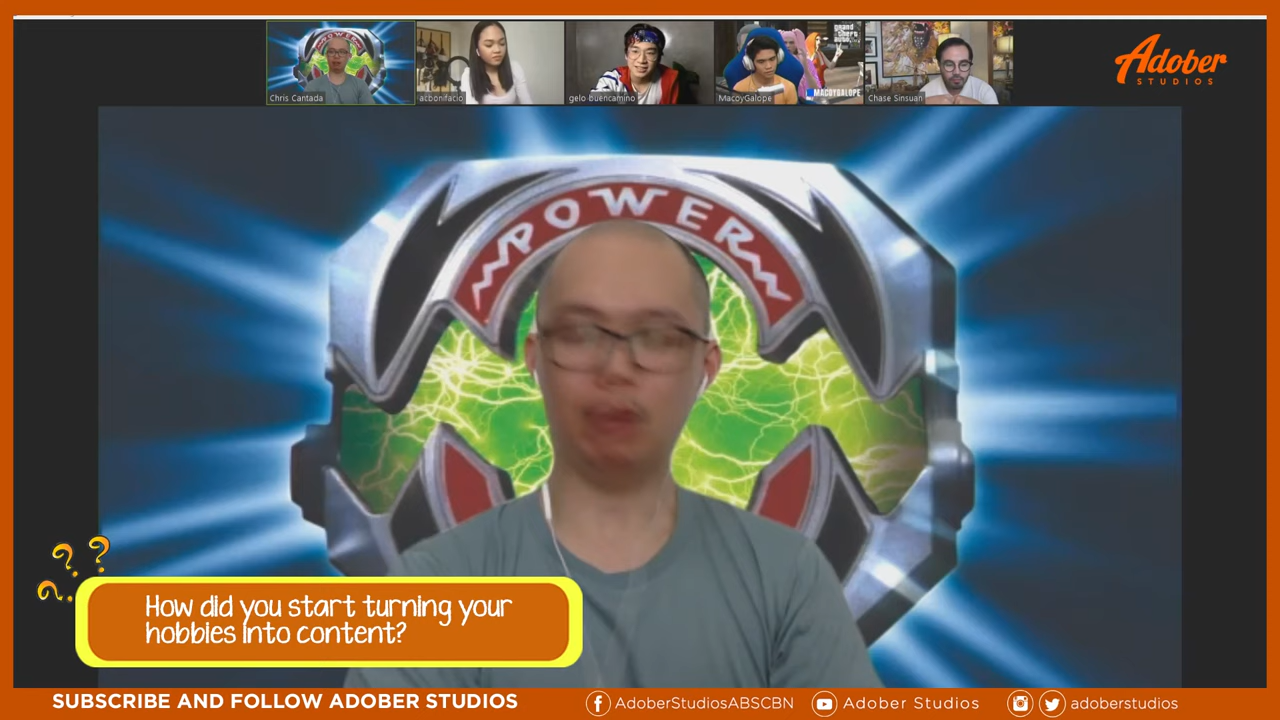 Chris Cantada
acbonifacio
gelo buencamino
MacoyGalope
MACOYGALOPE
Chase Sinsuan
Adober
STUDIOS
POWER
How did you start turning your
hobbies into content?
SUBSCRIBE AND FOLLOW ADOBER STUDIOS
AdoberStudiosABSCBN
Adober Studios
adoberstudios